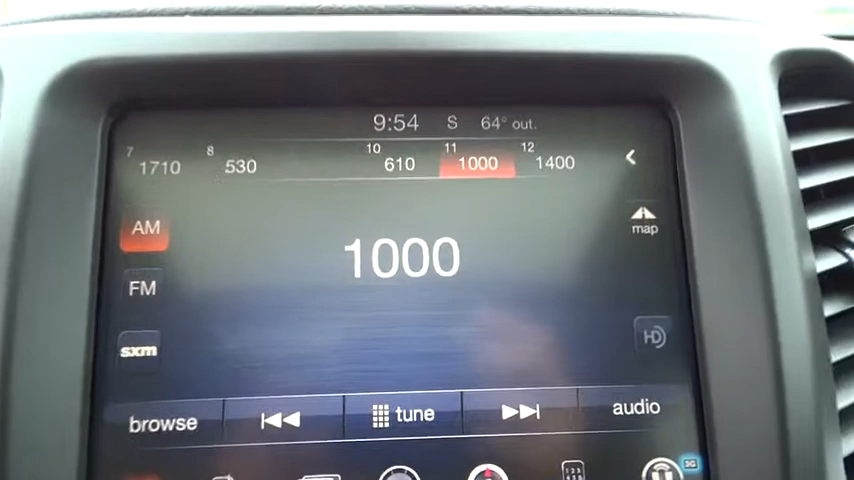 9:54 S 64° out.
7 8 10 11 12
1710 530 610 1000 1400
AM
map
1000
FM
HD
sxm
browse tune audio
3G